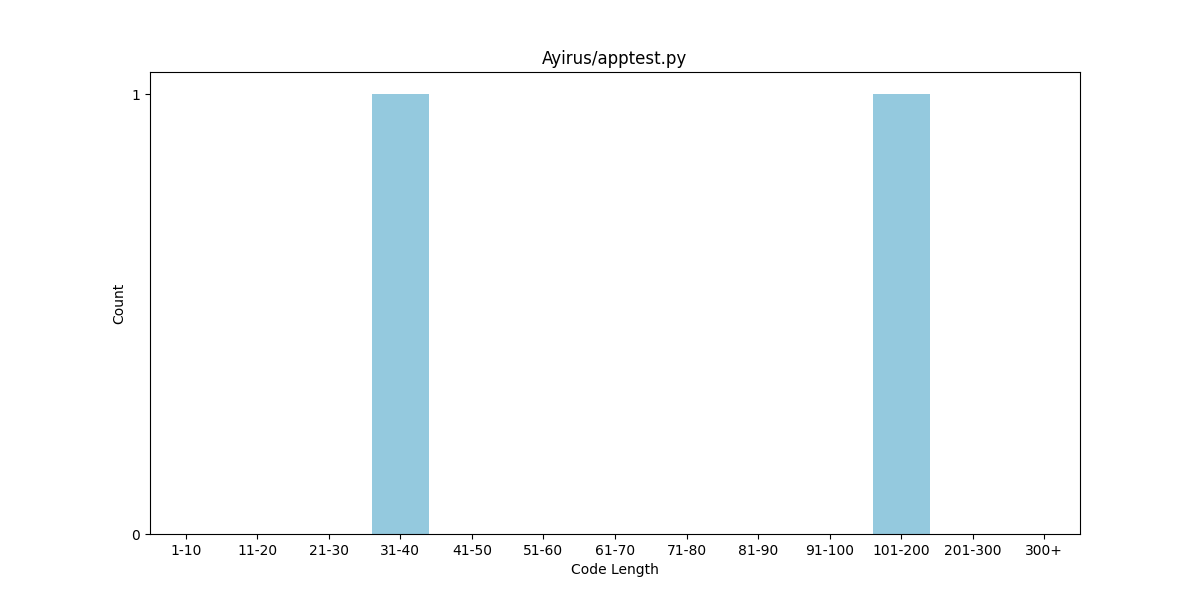 Ayirus/apptest.py
1
Count
0
1-10 11-20 21-30 31-40 41-50 51-60 61-70 71-80 81-90 91-100 101-200 201-300 300+
Code Length